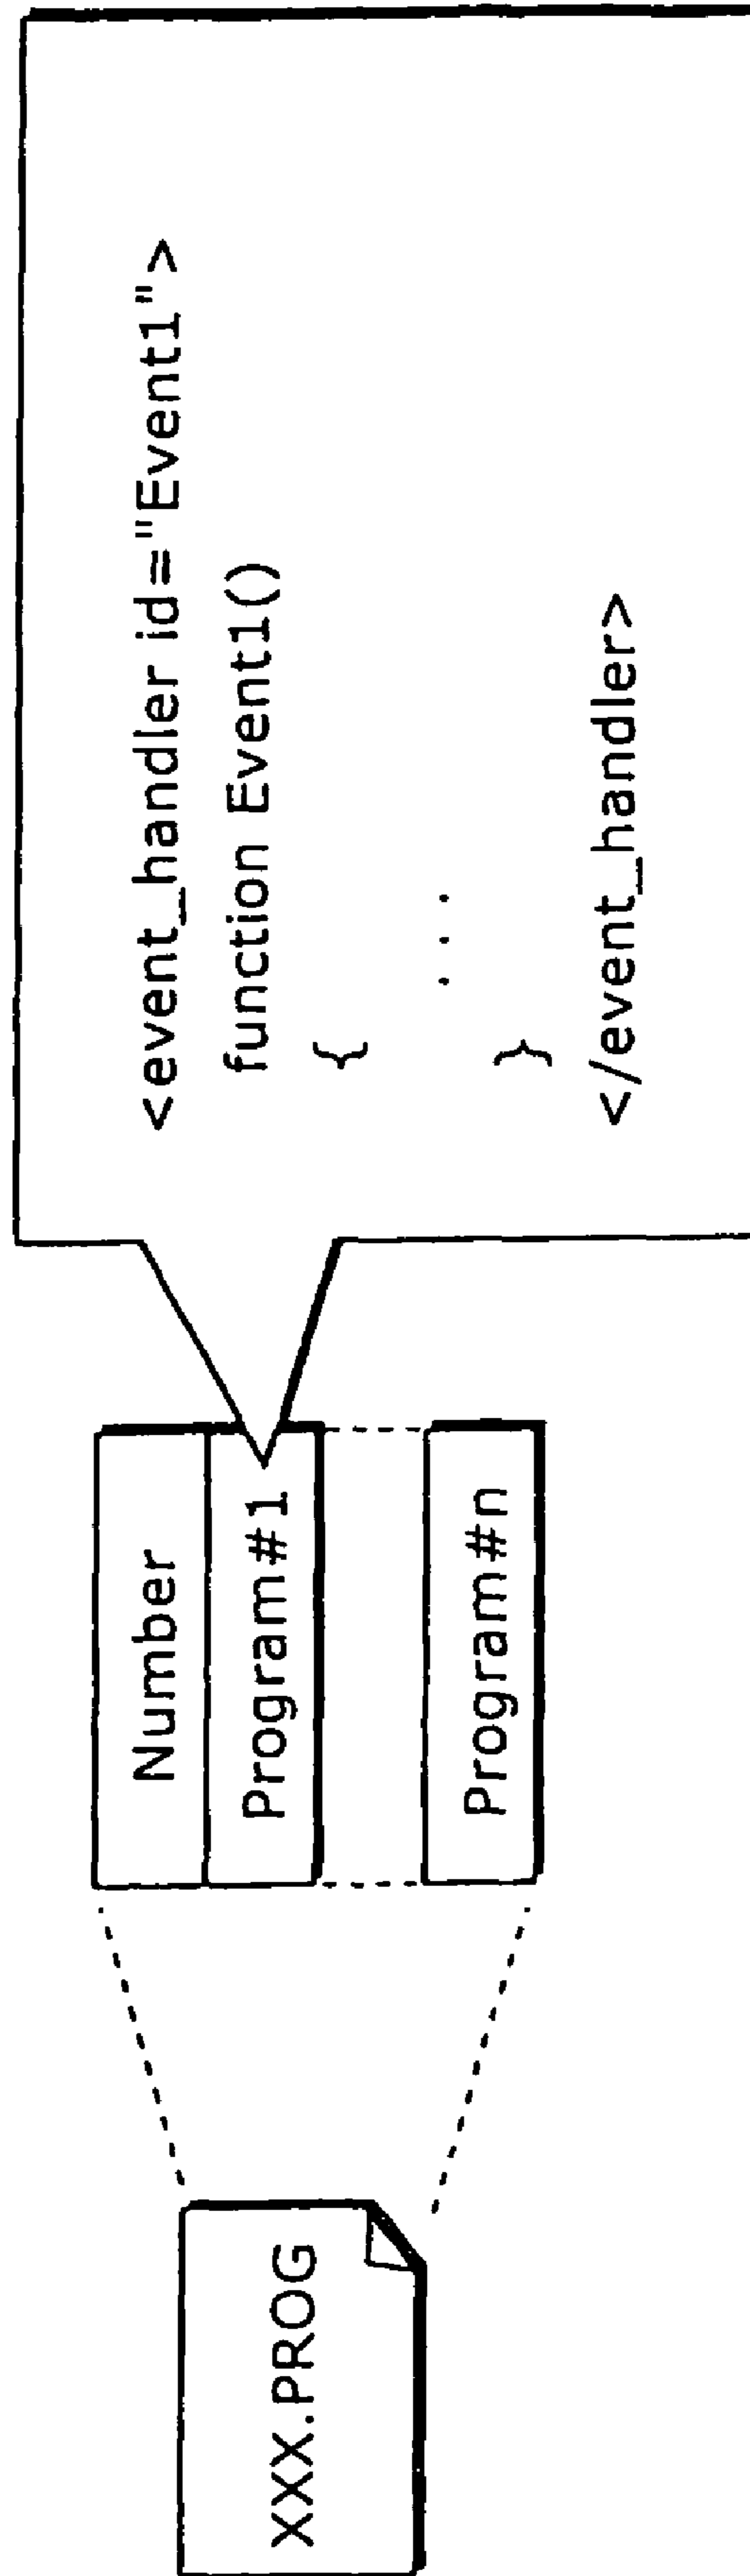 XXX.PROG
Number
Program#1
Program#n
<event_handler id="Event1">
function Event1()
{
...
}
</event_handler>